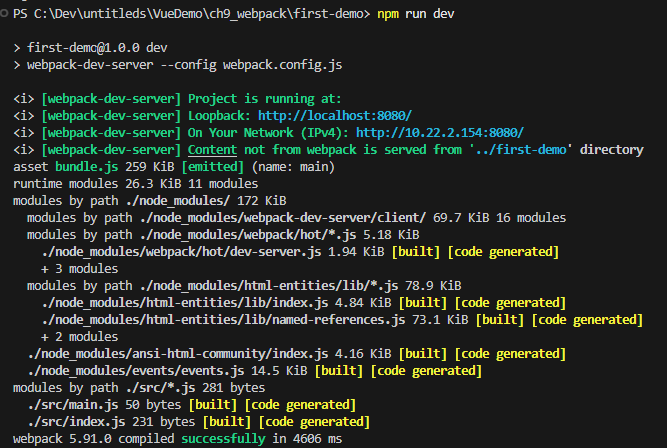 PS C:\Dev\untitleds\VueDemo\ch9_webpack\first-demo> npm run dev
> first-demo@1.0.0 dev
> webpack-dev-server --config webpack.config.js
<i> [webpack-dev-server] Project is running at:
<i> [webpack-dev-server] Loopback: http://localhost:8080/
<i> [webpack-dev-server] On Your Network (IPv4): http://10.22.2.154:8080/
<i> [webpack-dev-server] Content not from webpack is served from '../first-demo' directory
asset bundle.js 259 KiB [emitted] (name: main)
runtime modules 26.3 KiB 11 modules
modules by path ./node_modules/ 172 KiB
  modules by path ./node_modules/webpack-dev-server/client/ 69.7 KiB 16 modules
  modules by path ./node_modules/webpack/hot/*.js 5.18 KiB
    ./node_modules/webpack/hot/dev-server.js 1.94 KiB [built] [code generated]
    + 3 modules
  modules by path ./node_modules/html-entities/lib/*.js 78.9 KiB
    ./node_modules/html-entities/lib/index.js 4.84 KiB [built] [code generated]
    ./node_modules/html-entities/lib/named-references.js 73.1 KiB [built] [code generated]
    + 2 modules
  ./node_modules/ansi-html-community/index.js 4.16 KiB [built] [code generated]
  ./node_modules/events/events.js 14.5 KiB [built] [code generated]
modules by path ./src/*.js 281 bytes
  ./src/main.js 50 bytes [built] [code generated]
  ./src/index.js 231 bytes [built] [code generated]
webpack 5.91.0 compiled successfully in 4606 ms